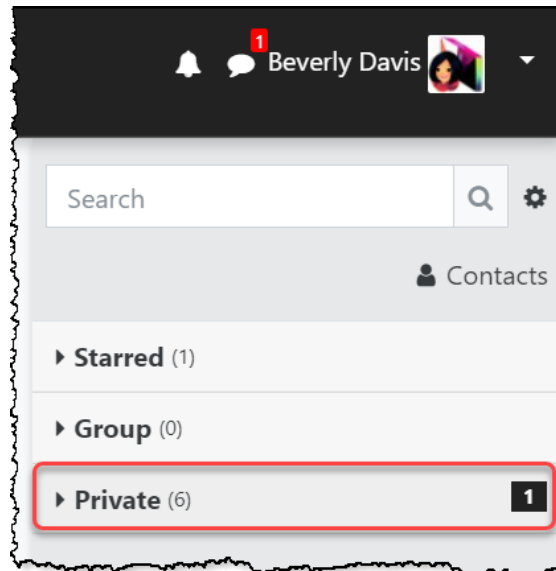 1
Beverly Davis
Search
Contacts
Starred (1)
Group (0)
Private (6) 1